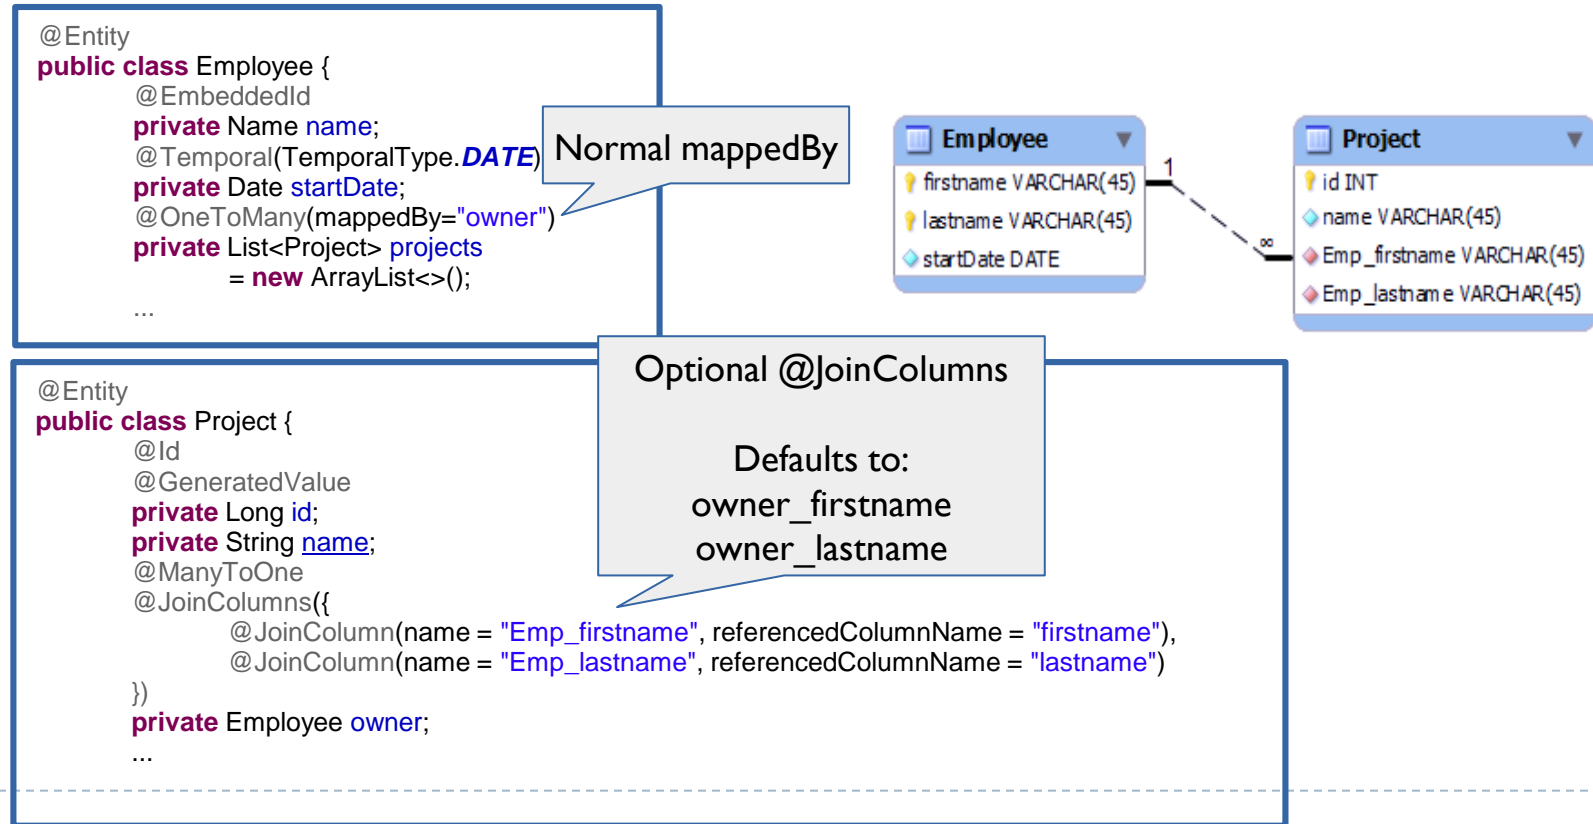 @Entity
public class Employee {
@EmbeddedId
private Name name;
@Temporal(TemporalType.DATE)
private Date startDate;
@OneToMany(mappedBy="owner")
private List<Project> projects
= new ArrayList<>();
...
Normal mappedBy
Employee
firstname VARCHAR(45)
lastname VARCHAR(45)
startDate DATE
1
∞
Project
id INT
name VARCHAR(45)
Emp_firstname VARCHAR(45)
Emp_lastname VARCHAR(45)
@Entity
public class Project {
@Id
@GeneratedValue
private Long id;
private String name;
@ManyToOne
@JoinColumns({
@JoinColumn(name = "Emp_firstname", referencedColumnName = "firstname"),
@JoinColumn(name = "Emp_lastname", referencedColumnName = "lastname")
})
private Employee owner;
...
Optional @JoinColumns
Defaults to:
owner_firstname
owner_lastname